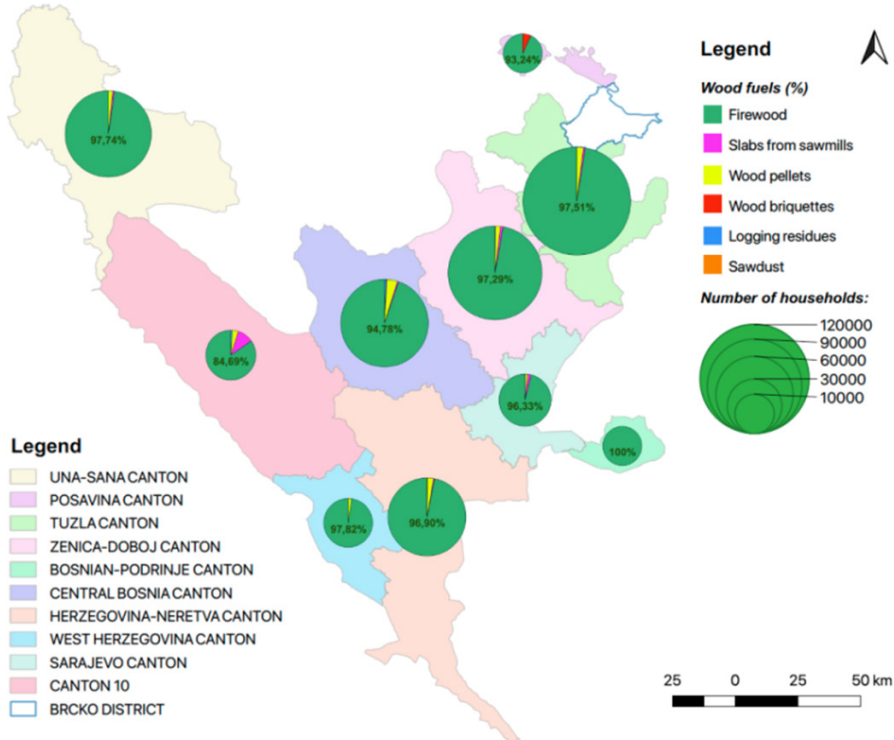 93,24%
97,74%
97,51%
97,29%
94,78%
84,69%
96,33%
100%
97,82%
96,90%
Legend
Wood fuels (%)
Firewood
Slabs from sawmills
Wood pellets
Wood briquettes
Logging residues
Sawdust
Number of households:
120000
90000
60000
30000
10000
Legend
UNA-SANA CANTON
POSAVINA CANTON
TUZLA CANTON
ZENICA-DOBOJ CANTON
BOSNIAN-PODRINJE CANTON
CENTRAL BOSNIA CANTON
HERZEGOVINA-NERETVA CANTON
WEST HERZEGOVINA CANTON
SARAJEVO CANTON
CANTON 10
BRCKO DISTRICT
25 0 25 50 km